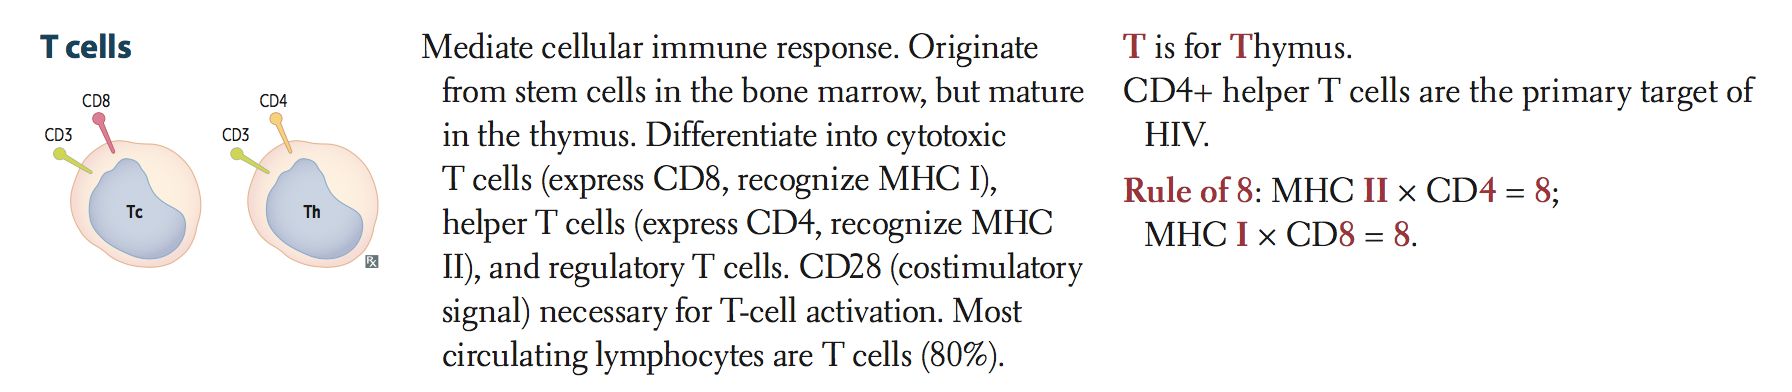 T cells
CD8
CD3
Tc
CD4
CD3
Th
Rx
Mediate cellular immune response. Originate
from stem cells in the bone marrow, but mature
in the thymus. Differentiate into cytotoxic
T cells (express CD8, recognize MHC I),
helper T cells (express CD4, recognize MHC
II), and regulatory T cells. CD28 (costimulatory
signal) necessary for T-cell activation. Most
circulating lymphocytes are T cells (80%).
T is for Thymus.
CD4+ helper T cells are the primary target of
HIV.
Rule of 8: MHC II × CD4 = 8;
MHC I × CD8 = 8.